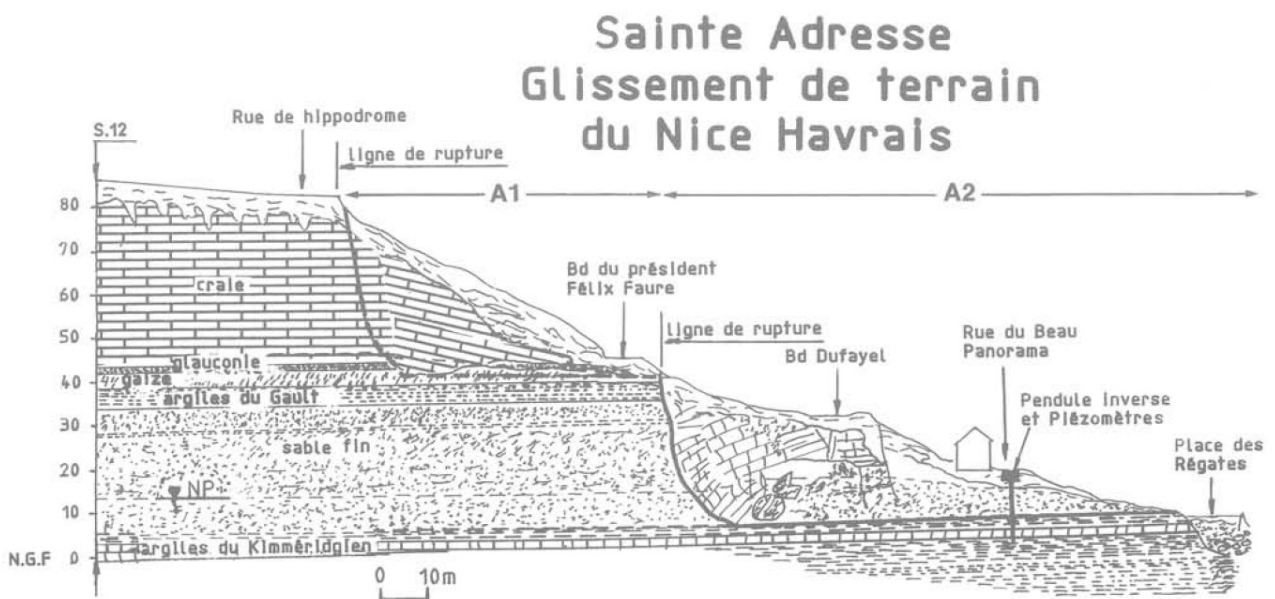 Sainte Adresse
Glissement de terrain
du Nice Havrais
S.12
Rue de hippodrome
ligne de rupture
A1
A2
80
70
60
50
40
30
20
10
0
N.G.F
craie
glauconie
gaize
argiles du Gault
sable fin
NP
argiles du Kimméridgien
Bd du président
Félix Faure
ligne de rupture
Bd Dufayel
Rue du Beau
Panorama
Pendule inverse
et Piézomètres
Place des
Régates
0 10m